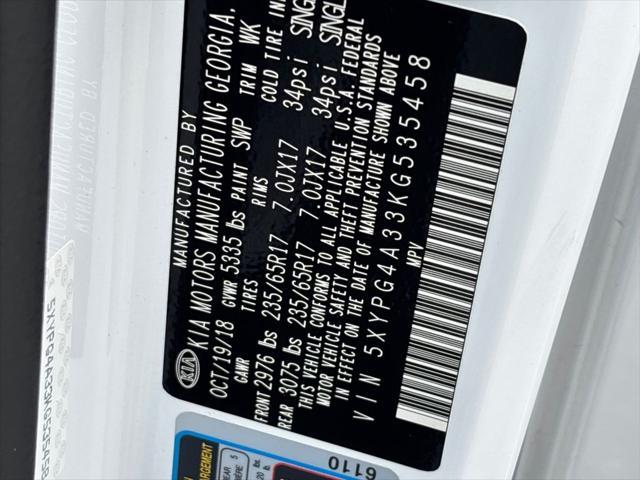 MANUFACTURED BY
KIA KIA MOTORS MANUFACTURING GEORGIA,
OCT/19/18 GVWR 5335 lbs PAINT SWP TRIM WK
GAWR TIRES RIMS COLD TIRE
FRONT 2976 lbs 235/65R17 7.0JX17 34psi
REAR 3075 lbs 235/65R17 7.0JX17 34psi
THIS VEHICLE CONFORMS TO ALL APPLICABLE U.S.A. FEDERAL
MOTOR VEHICLE SAFETY AND THEFT PREVENTION STANDARDS
IN EFFECT ON THE DATE OF MANUFACTURE SHOWN ABOVE
VIN 5XYPG4A33KG535458
MPV
6110